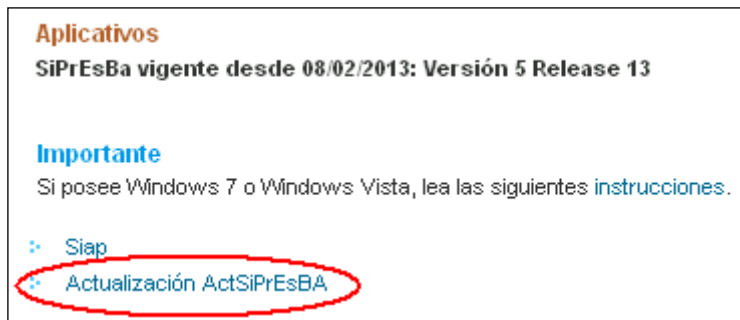 Aplicativos
SiPrEsBa vigente desde 08/02/2013: Versión 5 Release 13
Importante
Si posee Windows 7 o Windows Vista, lea las siguientes instrucciones.
Siap
Actualización ActSiPrEsBA